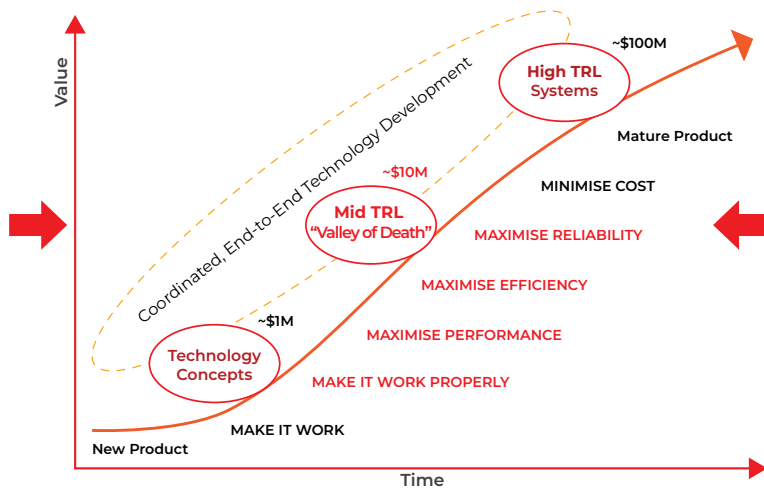 ~$100M
High TRL
Systems
Value
Coordinated, End-to-End Technology Development
Mature Product
~$10M
MINIMISE COST
Mid TRL
“Valley of Death”
MAXIMISE RELIABILITY
MAXIMISE EFFICIENCY
~$1M
MAXIMISE PERFORMANCE
Technology
Concepts
MAKE IT WORK PROPERLY
MAKE IT WORK
New Product
Time